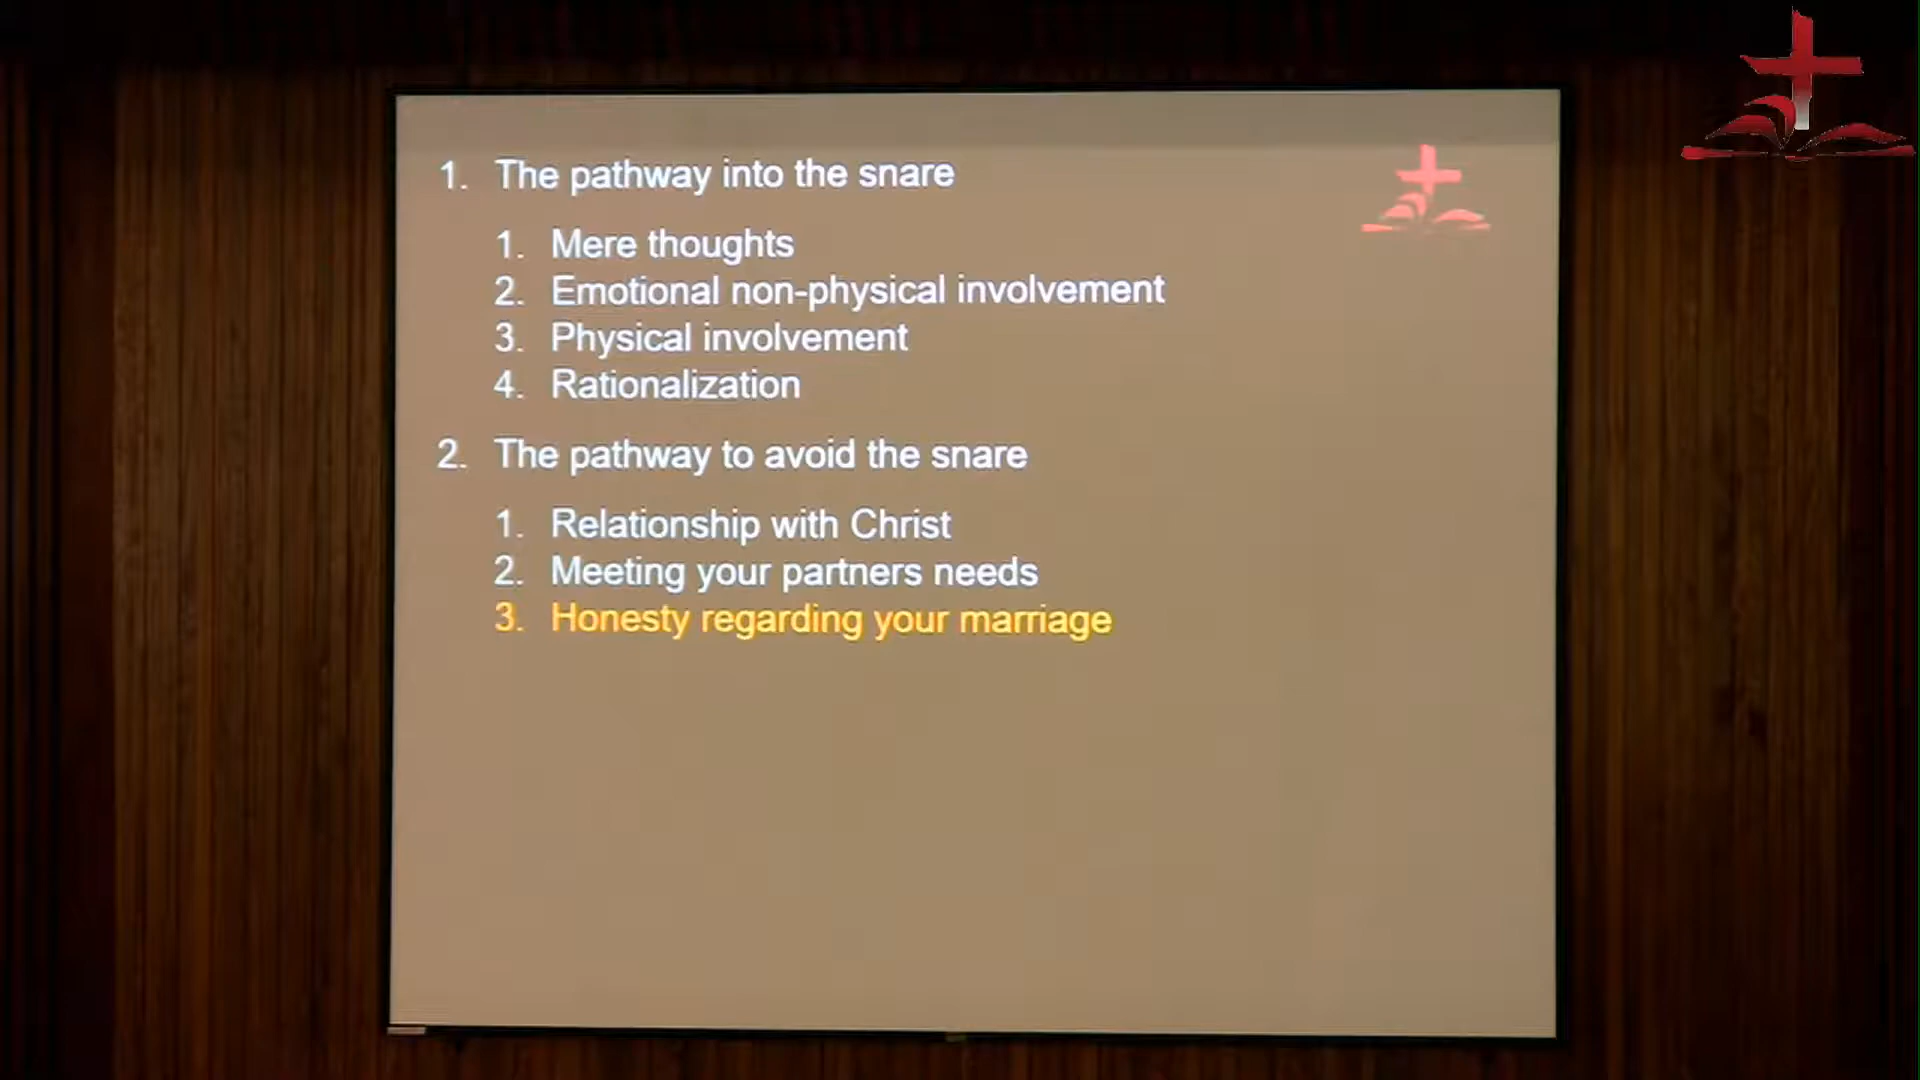 1. The pathway into the snare
1. Mere thoughts
2. Emotional non-physical involvement
3. Physical involvement
4. Rationalization
2. The pathway to avoid the snare
1. Relationship with Christ
2. Meeting your partners needs
3. Honesty regarding your marriage